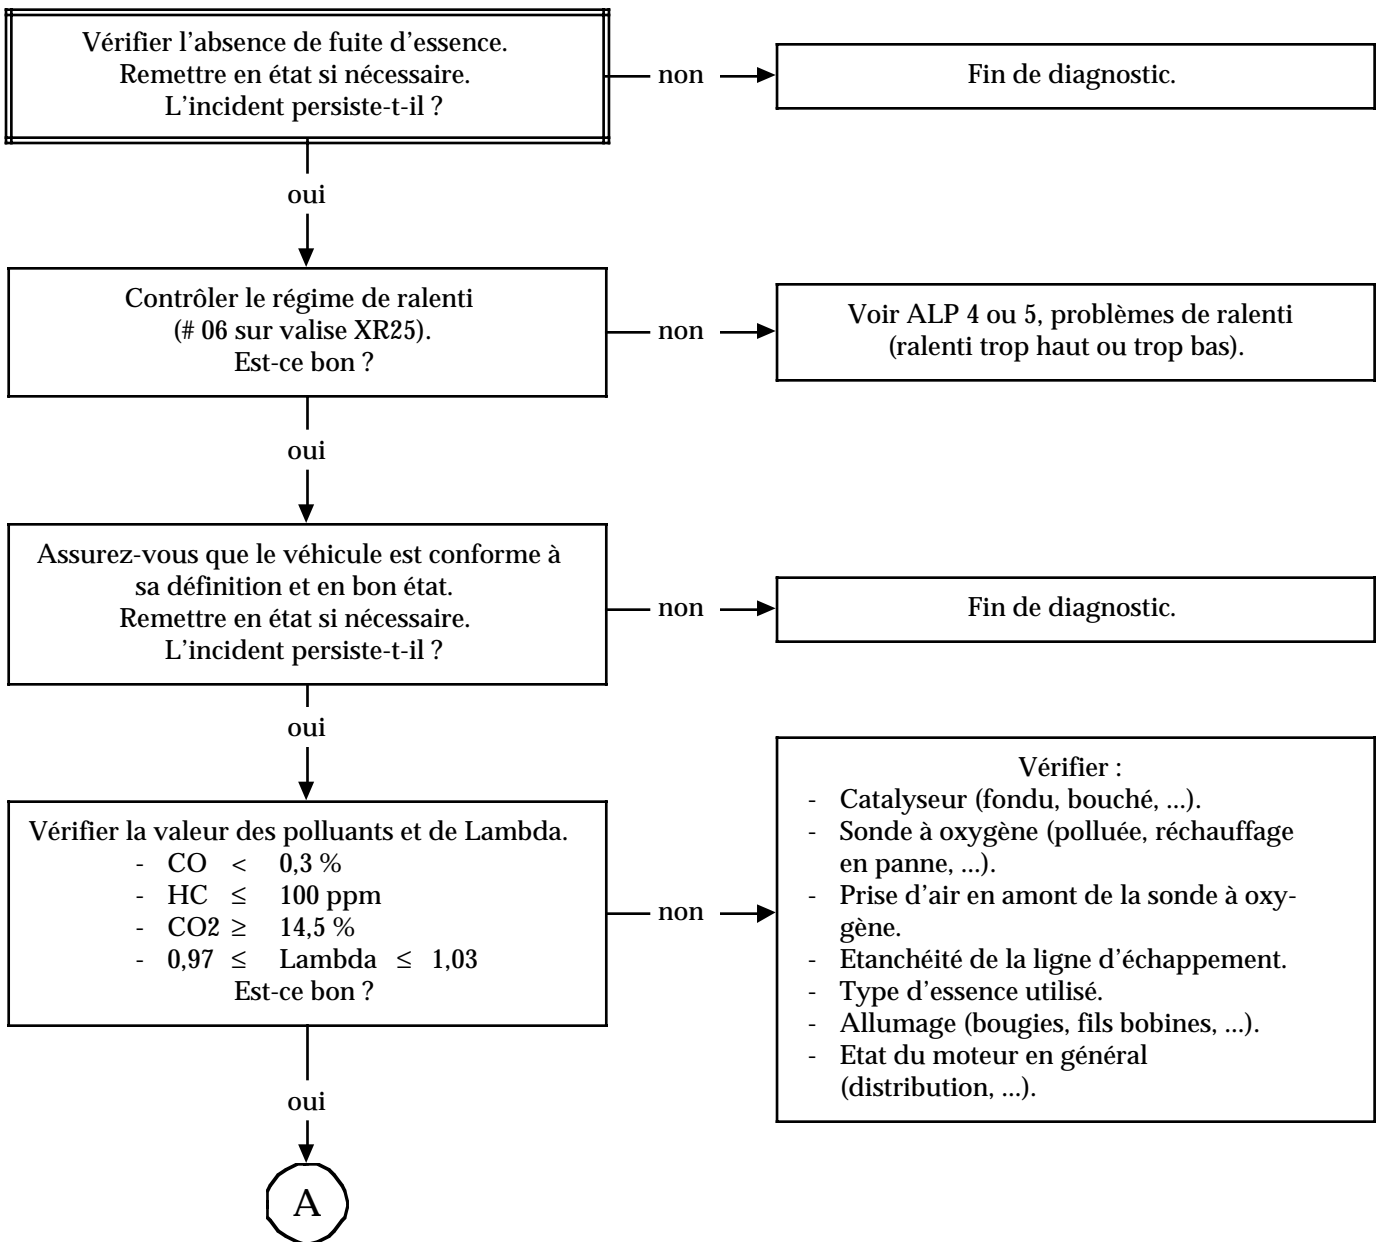 Vérifier l'absence de fuite d'essence.
Remettre en état si nécessaire.
L'incident persiste-t-il ?
non
Fin de diagnostic.
oui
Contrôler le régime de ralenti
(# 06 sur valise XR25).
Est-ce bon ?
non
Voir ALP 4 ou 5, problèmes de ralenti
(ralenti trop haut ou trop bas).
oui
Assurez-vous que le véhicule est conforme à
sa définition et en bon état.
Remettre en état si nécessaire.
L'incident persiste-t-il ?
non
Fin de diagnostic.
oui
Vérifier la valeur des polluants et de Lambda.
- CO < 0,3 %
- HC ≤ 100 ppm
- CO2 ≥ 14,5 %
- 0,97 ≤ Lambda ≤ 1,03
Est-ce bon ?
non
Vérifier :
- Catalyseur (fondu, bouché, ...).
- Sonde à oxygène (polluée, réchauffage
en panne, ...).
- Prise d'air en amont de la sonde à oxy-
gène.
- Etanchéité de la ligne d'échappement.
- Type d'essence utilisé.
- Allumage (bougies, fils bobines, ...).
- Etat du moteur en général
(distribution, ...).
oui
A